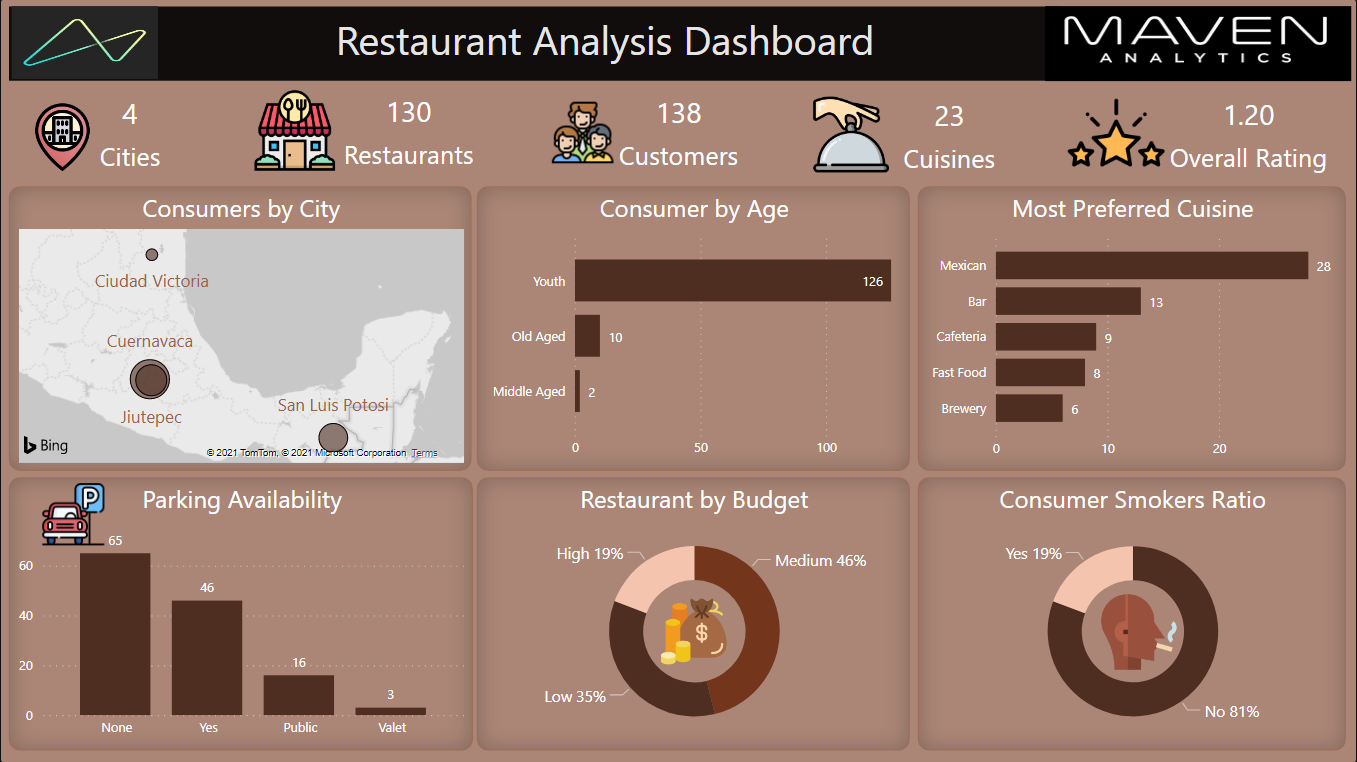 Restaurant Analysis Dashboard
MAVEN
ANALYTICS
4
Cities
130
Restaurants
138
Customers
23
Cuisines
1.20
Overall Rating
Consumers by City
Ciudad Victoria
Cuernavaca
Jiutepec
San Luis Potosi
Bing
© 2021 TomTom, © 2021 Microsoft Corporation Terms
Consumer by Age
Youth
126
Old Aged
10
Middle Aged
2
0
50
100
Most Preferred Cuisine
Mexican
28
Bar
13
Cafeteria
9
Fast Food
8
Brewery
6
0
10
20
P
Parking Availability
60
40
20
0
65
46
16
3
None
Yes
Public
Valet
Restaurant by Budget
High 19%
Medium 46%
$
Low 35%
Consumer Smokers Ratio
Yes 19%
No 81%